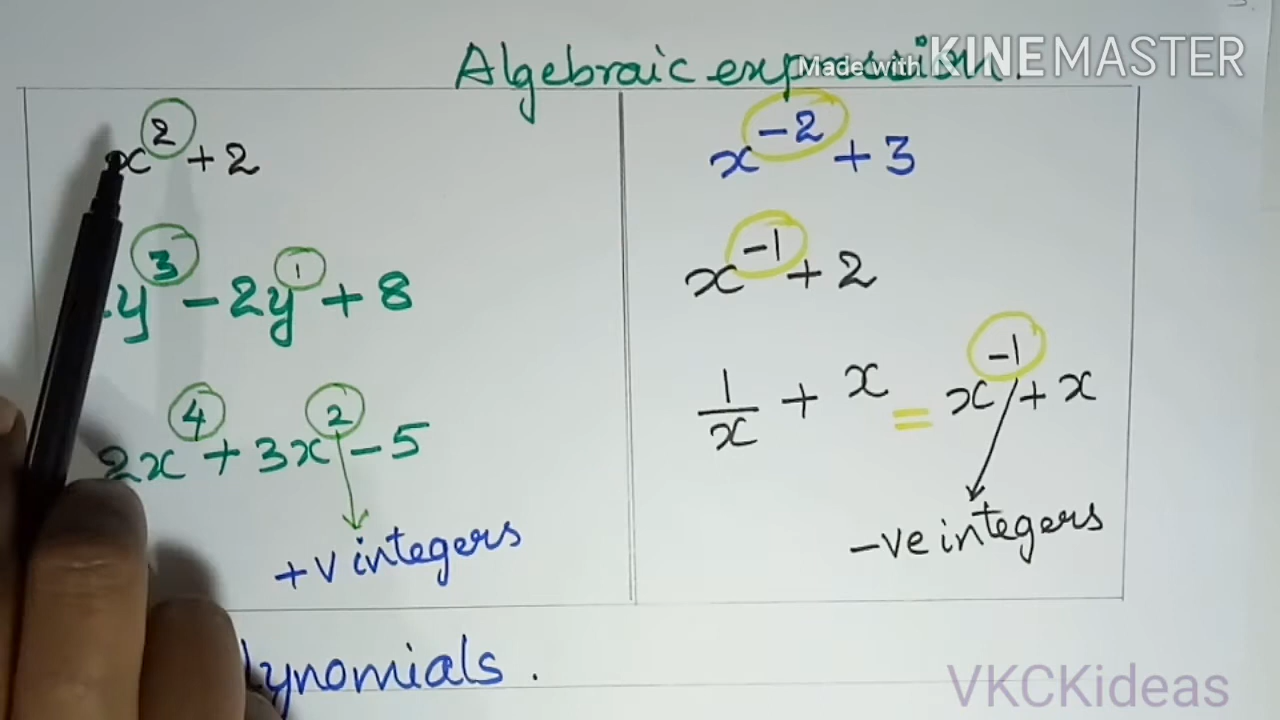 Algebraic expression.
Made with KINEMASTER
x² + 2
y³ − 2y¹ + 8
2x⁴ + 3x² − 5
+v integers
x⁻² + 3
x⁻¹ + 2
1/x + x = x⁻¹ + x
−ve integers
lynomials.
VKCKideas